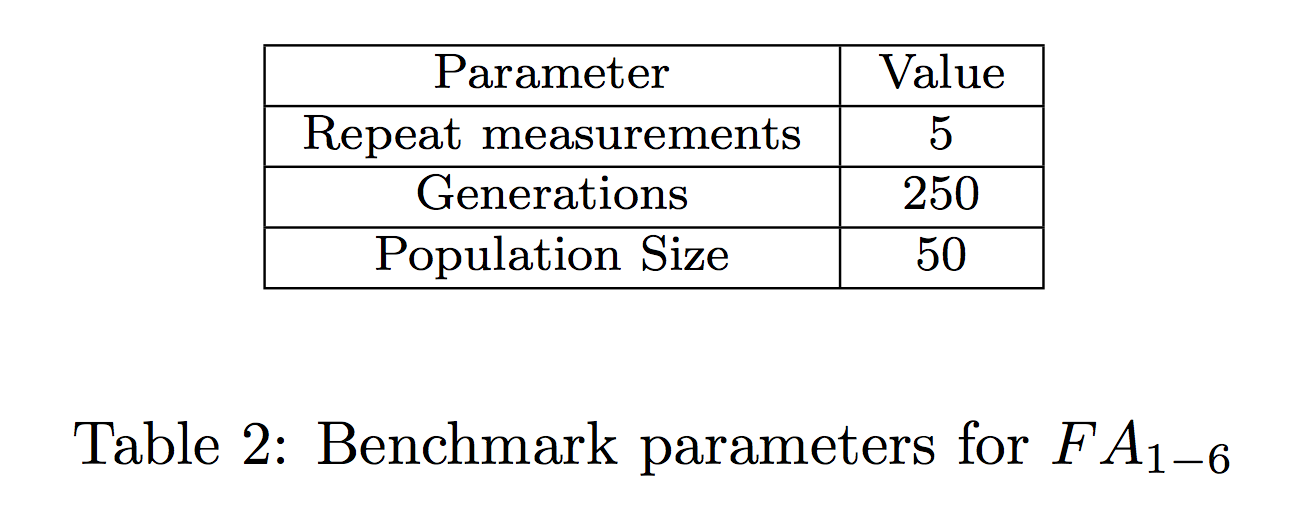 Parameter Value
Repeat measurements 5
Generations 250
Population Size 50
Table 2: Benchmark parameters for FA₁₋₆